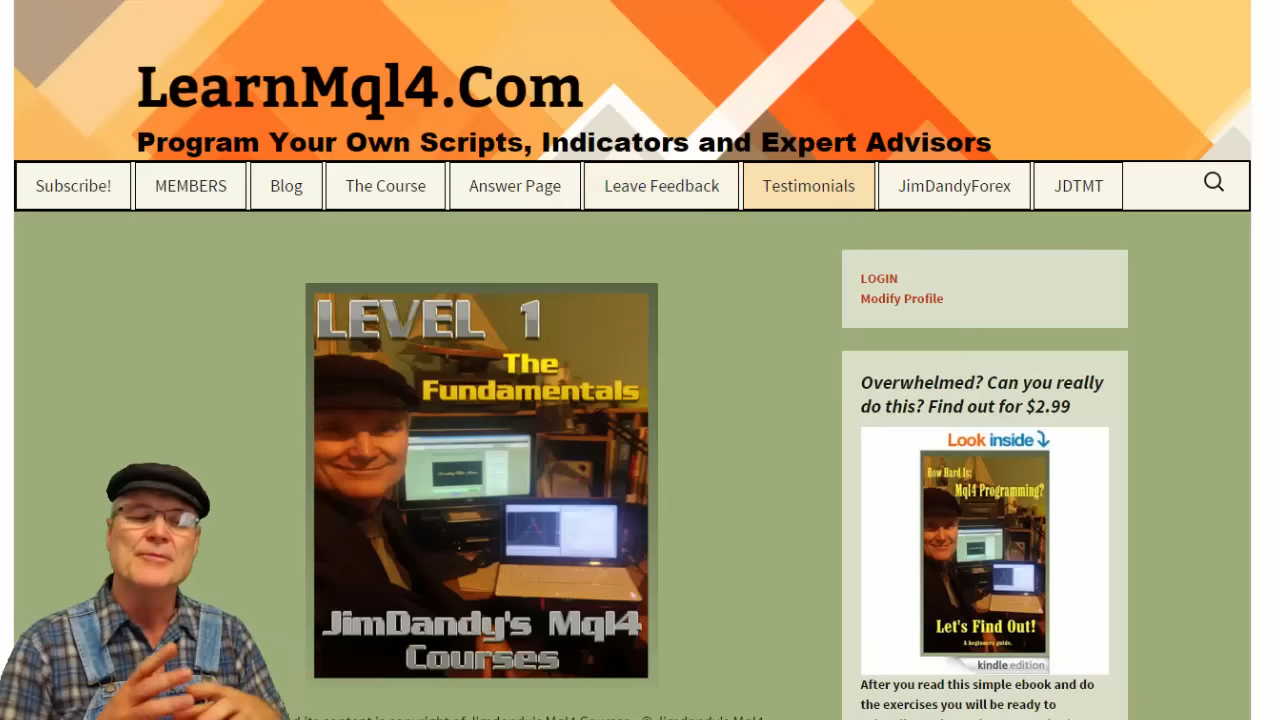 LearnMql4.Com
Program Your Own Scripts, Indicators and Expert Advisors
Subscribe!
MEMBERS
Blog
The Course
Answer Page
Leave Feedback
Testimonials
JimDandyForex
JDTMT
LEVEL 1
The
Fundamentals
JimDandy's Mql4
Courses
LOGIN
Modify Profile
Overwhelmed? Can you really
do this? Find out for $2.99
Look inside
How Hard Is:
Mql4 Programming?
Let's Find Out!
A beginners guide.
kindle edition
After you read this simple ebook and do
the exercises you will be ready to